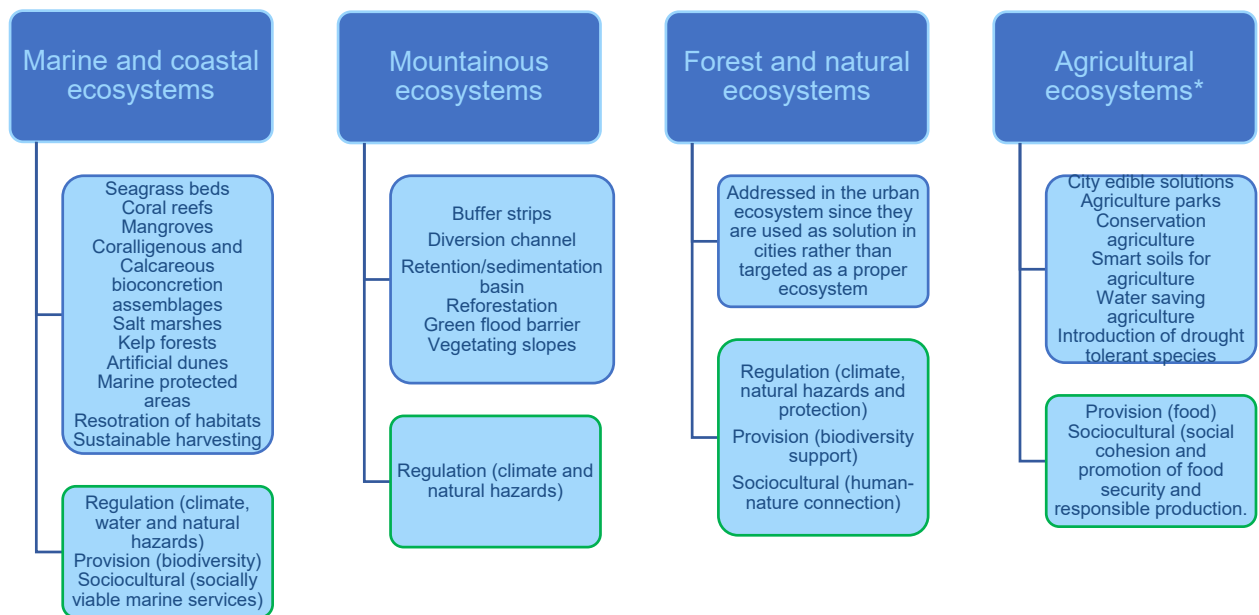 Marine and coastal
ecosystems
Seagrass beds
Coral reefs
Mangroves
Coralligenous and
Calcareous
bioconcretion
assemblages
Salt marshes
Kelp forests
Artificial dunes
Marine protected
areas
Resotration of habitats
Sustainable harvesting
Regulation (climate,
water and natural
hazards)
Provision (biodiversity)
Sociocultural (socially
viable marine services)
Mountainous
ecosystems
Buffer strips
Diversion channel
Retention/sedimentation
basin
Reforestation
Green flood barrier
Vegetating slopes
Regulation (climate and
natural hazards)
Forest and natural
ecosystems
Addressed in the urban
ecosystem since they
are used as solution in
cities rather than
targeted as a proper
ecosystem
Regulation (climate,
natural hazards and
protection)
Provision (biodiversity
support)
Sociocultural (human-
nature connection)
Agricultural
ecosystems*
City edible solutions
Agriculture parks
Conservation
agriculture
Smart soils for
agriculture
Water saving
agriculture
Introduction of drought
tolerant species
Provision (food)
Sociocultural (social
cohesion and
promotion of food
security and
responsible production.